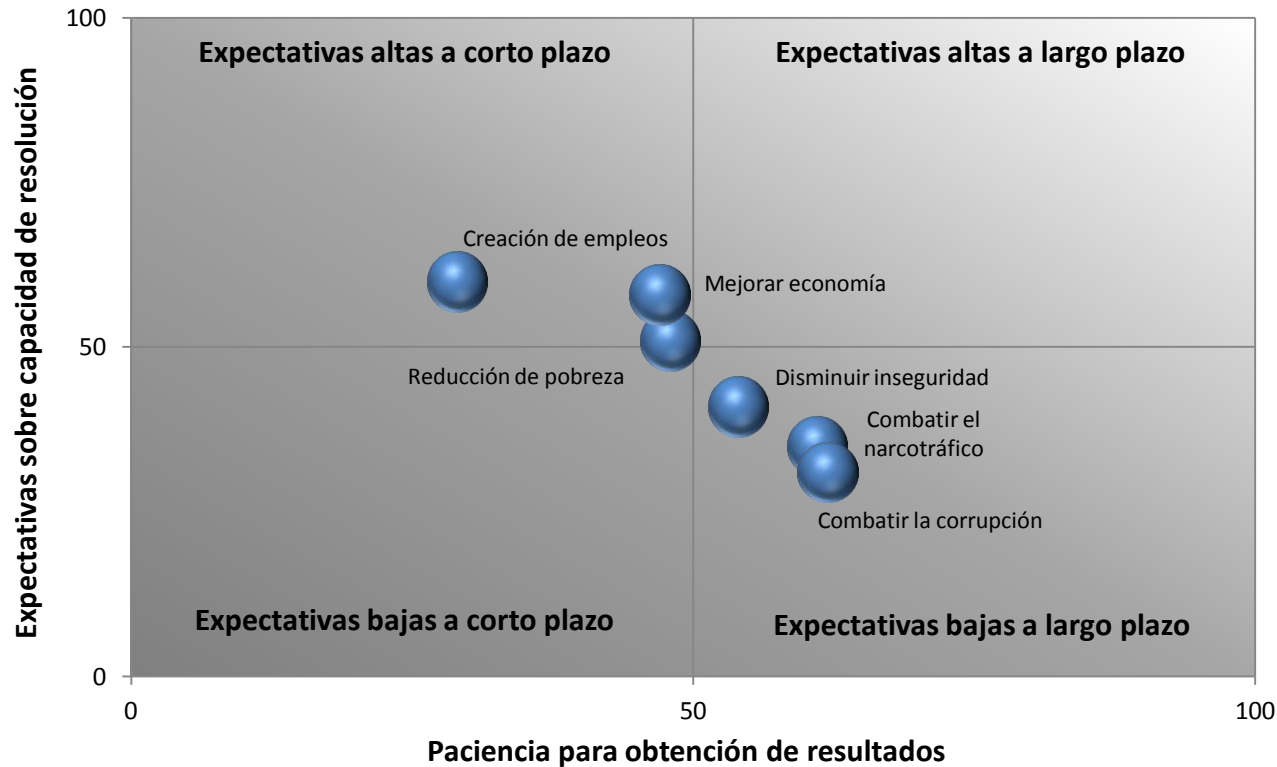 100
Expectativas altas a corto plazo
Expectativas altas a largo plazo
Expectativas sobre capacidad de resolución
Creación de empleos
Mejorar economía
50
Reducción de pobreza
Disminuir inseguridad
Combatir el
narcotráfico
Combatir la corrupción
Expectativas bajas a corto plazo
Expectativas bajas a largo plazo
0
0
50
100
Paciencia para obtención de resultados